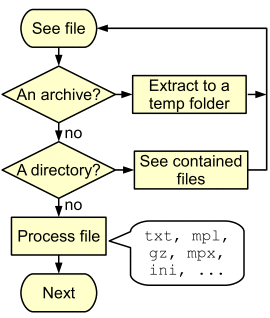 See file
An archive?
Extract to a
temp folder
no
A directory?
See contained
files
no
Process file
txt, mpl,
gz, mpx,
ini, ...
Next